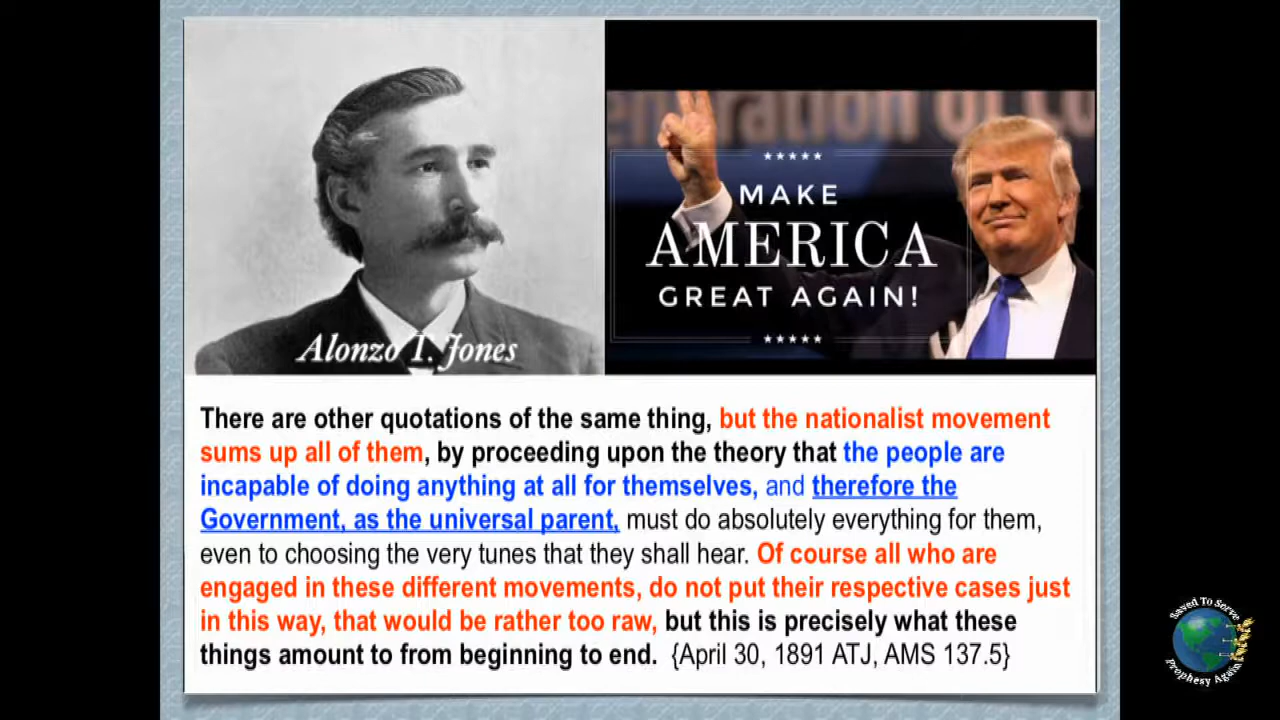 eneration of Co
★★★★★
MAKE
AMERICA
GREAT AGAIN!
★★★★★
Alonzo T. Jones
There are other quotations of the same thing, but the nationalist movement
sums up all of them, by proceeding upon the theory that the people are
incapable of doing anything at all for themselves, and therefore the
Government, as the universal parent, must do absolutely everything for them,
even to choosing the very tunes that they shall hear. Of course all who are
engaged in these different movements, do not put their respective cases just
in this way, that would be rather too raw, but this is precisely what these
things amount to from beginning to end. {April 30, 1891 ATJ, AMS 137.5}
Saved To Serve
Prophesy Again